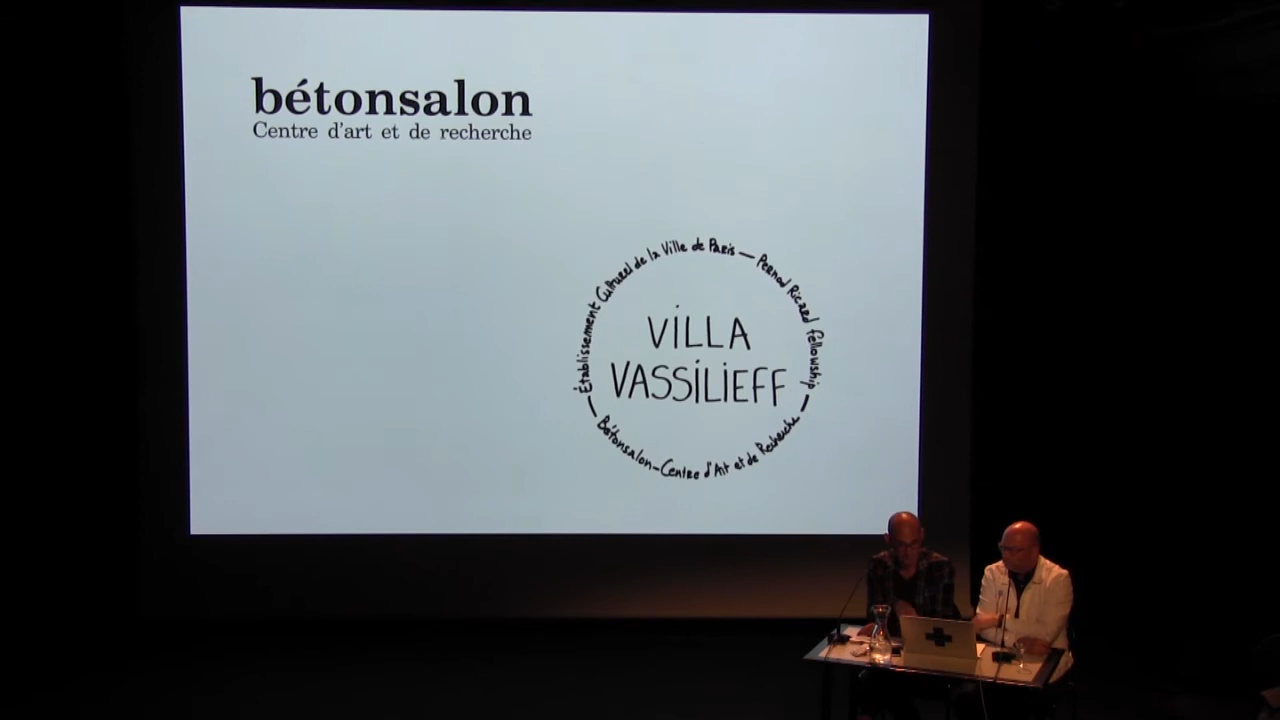 bétonsalon
Centre d'art et de recherche
Établissement Culturel de la Ville de Paris — Pernod Ricard Fellowship — Bétonsalon-Centre d'Art et de Recherche —
VILLA
VASSILIEFF